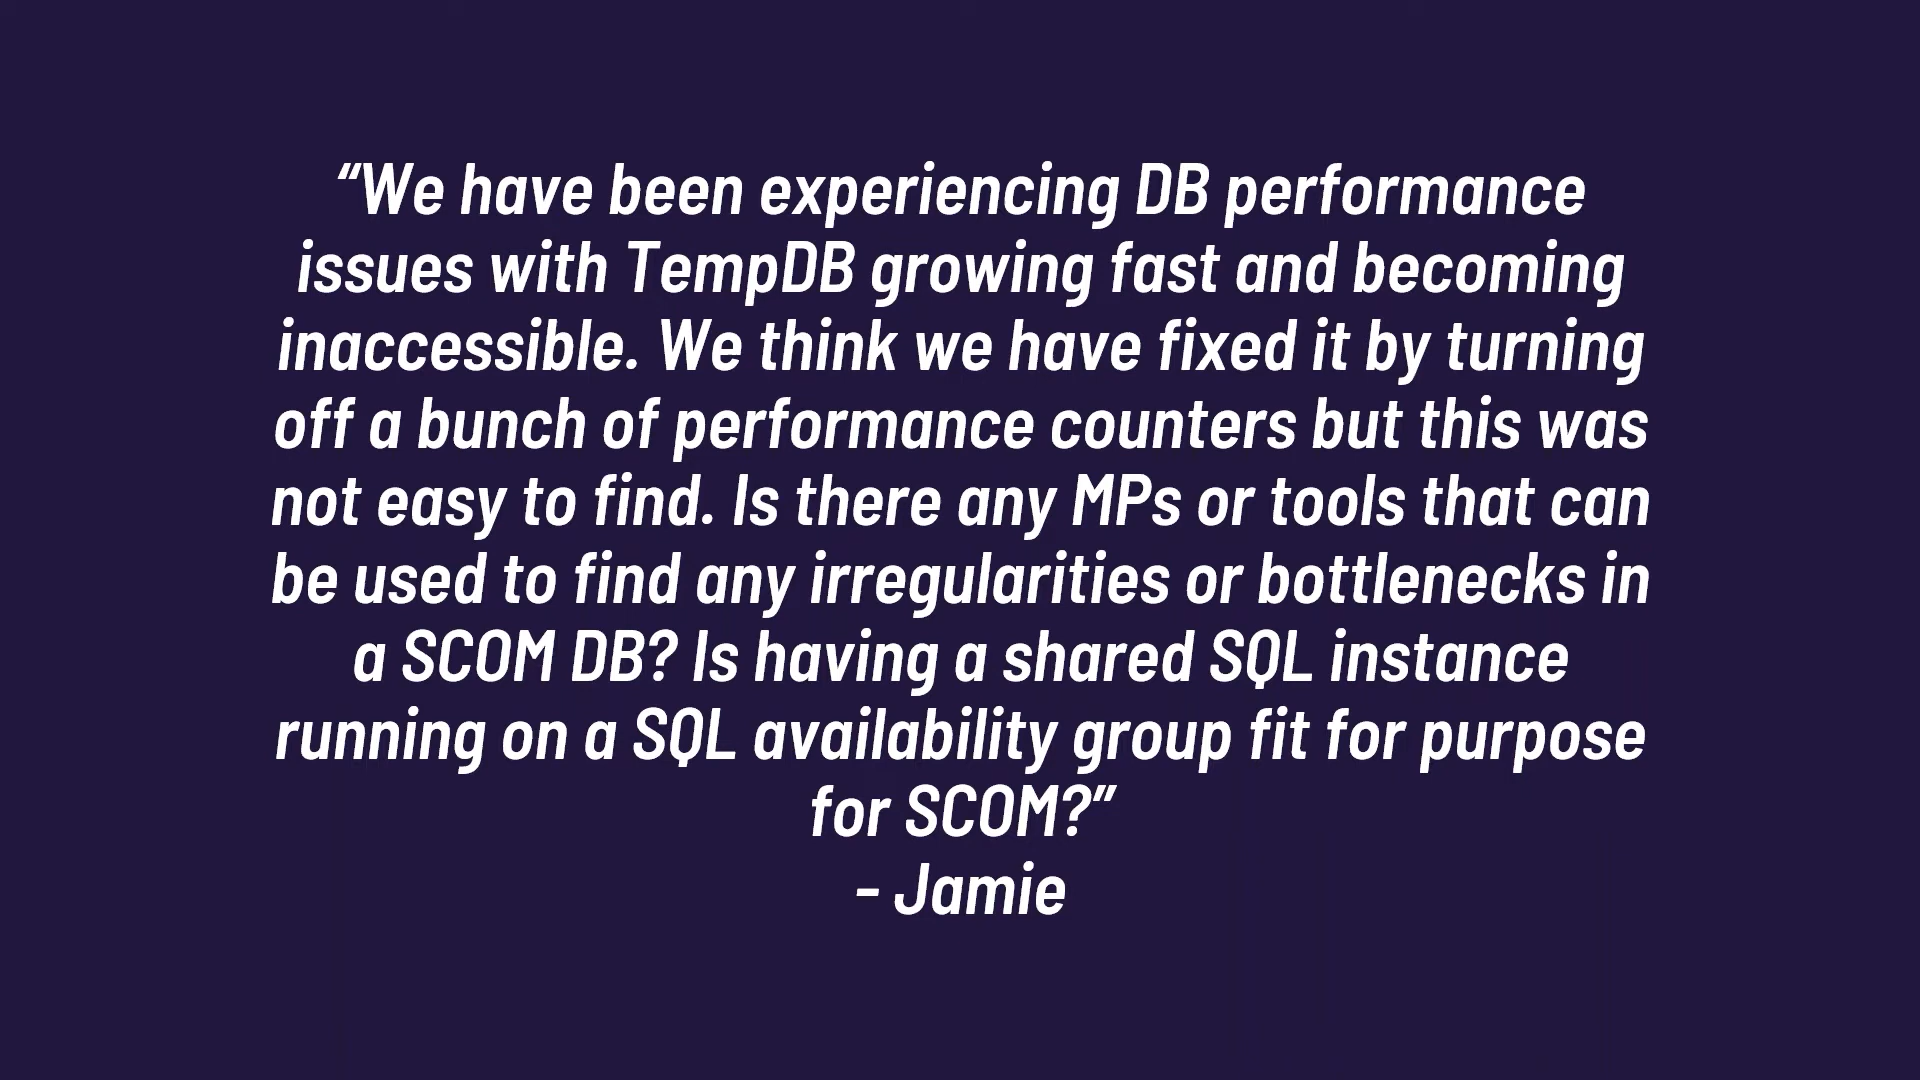 “We have been experiencing DB performance
issues with TempDB growing fast and becoming
inaccessible. We think we have fixed it by turning
off a bunch of performance counters but this was
not easy to find. Is there any MPs or tools that can
be used to find any irregularities or bottlenecks in
a SCOM DB? Is having a shared SQL instance
running on a SQL availability group fit for purpose
for SCOM?”
- Jamie